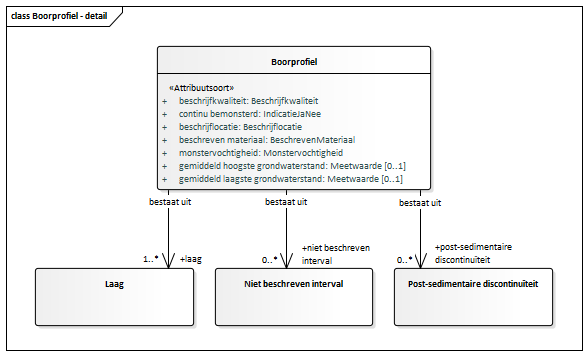 class Boorprofiel - detail
Boorprofiel
«Attribuutsoort»
+ beschrijfkwaliteit: Beschrijfkwaliteit
+ continu bemonsterd: IndicatieJaNee
+ beschrijflocatie: Beschrijflocatie
+ beschreven materiaal: BeschrevenMateriaal
+ monstervochtigheid: Monstervochtigheid
+ gemiddeld hoogste grondwaterstand: Meetwaarde [0..1]
+ gemiddeld laagste grondwaterstand: Meetwaarde [0..1]
bestaat uit
bestaat uit
bestaat uit
1..* +laag
0..* +niet beschreven
interval
0..* +post-sedimentaire
discontinuïteit
Laag
Niet beschreven interval
Post-sedimentaire discontinuïteit